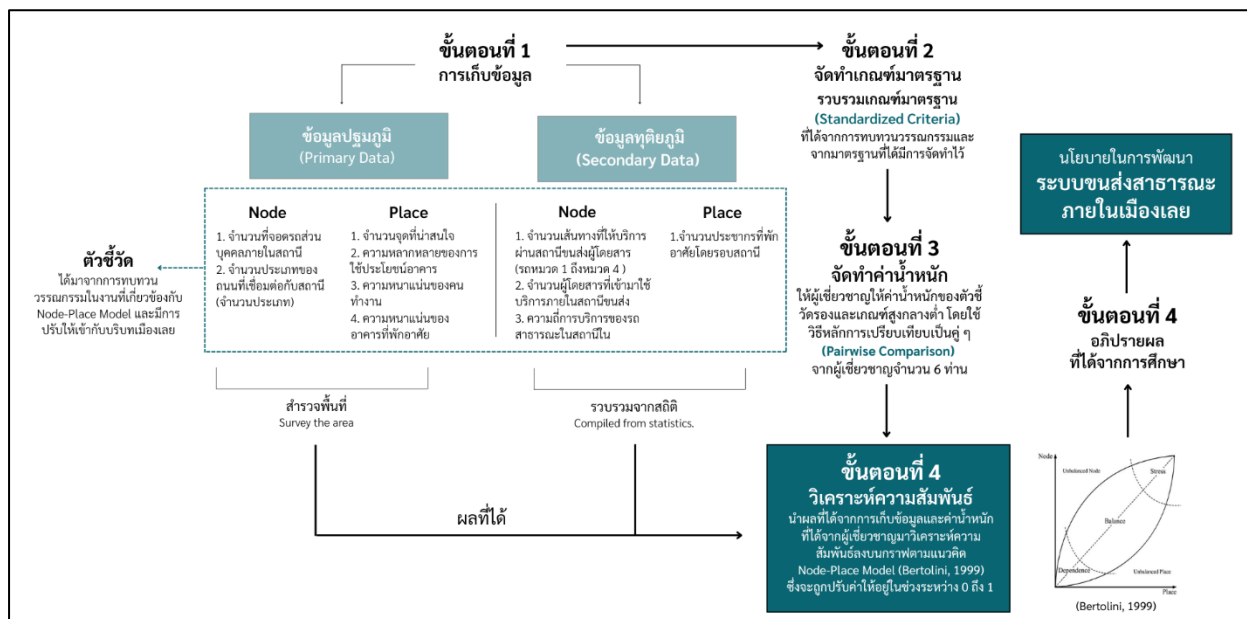 ขั้นตอนที่ 1
การเก็บข้อมูล
ข้อมูลปฐมภูมิ
(Primary Data)
ข้อมูลทุติยภูมิ
(Secondary Data)
ตัวชี้วัด
ได้มาจากการทบทวน
วรรณกรรมในงานที่เกี่ยวข้องกับ
Node-Place Model และมีการ
ปรับให้เข้ากับบริบทเมืองเลย
Node
1. จำนวนที่จอดรถส่วน
บุคคลภายในสถานี
2. จำนวนประเภทของ
ถนนที่เชื่อมต่อกับสถานี
(จำนวนประเภท)
Place
1. จำนวนจุดที่น่าสนใจ
2. ความหลากหลายของการ
ใช้ประโยชน์อาคาร
3. ความหนาแน่นของคน
ทำงาน
4. ความหนาแน่นของ
อาคารที่พักอาศัย
Node
1. จำนวนเส้นทางที่ให้บริการ
ผ่านสถานีขนส่งผู้โดยสาร
(รถหมวด 1 ถึงหมวด 4 )
2. จำนวนผู้โดยสารที่เข้ามาใช้
บริการภายในสถานีขนส่ง
3. ความถี่การบริการของรถ
สาธารณะในสถานีใน
Place
1.จำนวนประชากรที่พัก
อาศัยโดยรอบสถานี
สำรวจพื้นที่
Survey the area
รวบรวมจากสถิติ
Compiled from statistics.
ผลที่ได้
ขั้นตอนที่ 2
จัดทำเกณฑ์มาตรฐาน
รวบรวมเกณฑ์มาตรฐาน
(Standardized Criteria)
ที่ได้จากการทบทวนวรรณกรรมและ
จากมาตรฐานที่ได้มีการจัดทำไว้
ขั้นตอนที่ 3
จัดทำค่าน้ำหนัก
ให้ผู้เชี่ยวชาญให้ค่าน้ำหนักของตัวชี้
วัดรองและเกณฑ์สูงกลางต่ำ โดยใช้
วิธีหลักการเปรียบเทียบเป็นคู่ ๆ
(Pairwise Comparison)
จากผู้เชี่ยวชาญจำนวน 6 ท่าน
ขั้นตอนที่ 4
วิเคราะห์ความสัมพันธ์
นำผลที่ได้จากการเก็บข้อมูลและค่าน้ำหนัก
ที่ได้จากผู้เชี่ยวชาญมาวิเคราะห์ความ
สัมพันธ์ลงบนกราฟตามแนวคิด
Node-Place Model (Bertolini, 1999)
ซึ่งจะถูกปรับค่าให้อยู่ในช่วงระหว่าง 0 ถึง 1
นโยบายในการพัฒนา
ระบบขนส่งสาธารณะ
ภายในเมืองเลย
ขั้นตอนที่ 4
อภิปรายผล
ที่ได้จากการศึกษา
Node
Unbalanced Node
Stress
Balance
Dependence
Unbalanced Place
Place
(Bertolini, 1999)